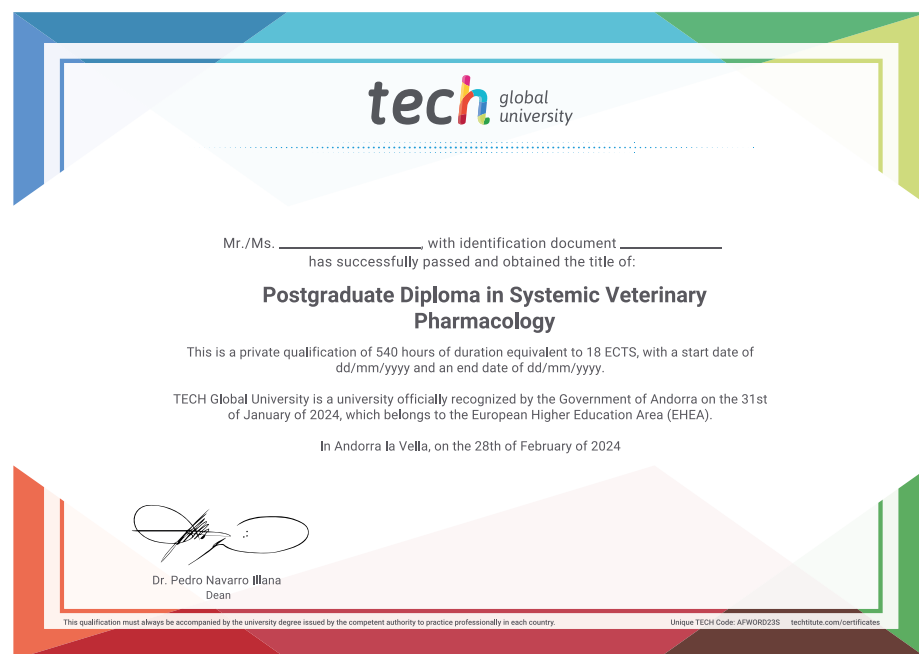 tech global
university
Mr./Ms. ____________, with identification document ____________
has successfully passed and obtained the title of:
Postgraduate Diploma in Systemic Veterinary
Pharmacology
This is a private qualification of 540 hours of duration equivalent to 18 ECTS, with a start date of
dd/mm/yyyy and an end date of dd/mm/yyyy.
TECH Global University is a university officially recognized by the Government of Andorra on the 31st
of January of 2024, which belongs to the European Higher Education Area (EHEA).
In Andorra la Vella, on the 28th of February of 2024
Dr. Pedro Navarro Illana
Dean
This qualification must always be accompanied by the university degree issued by the competent authority to practice professionally in each country. Unique TECH Code: AFWORD23S techtitute.com/certificates